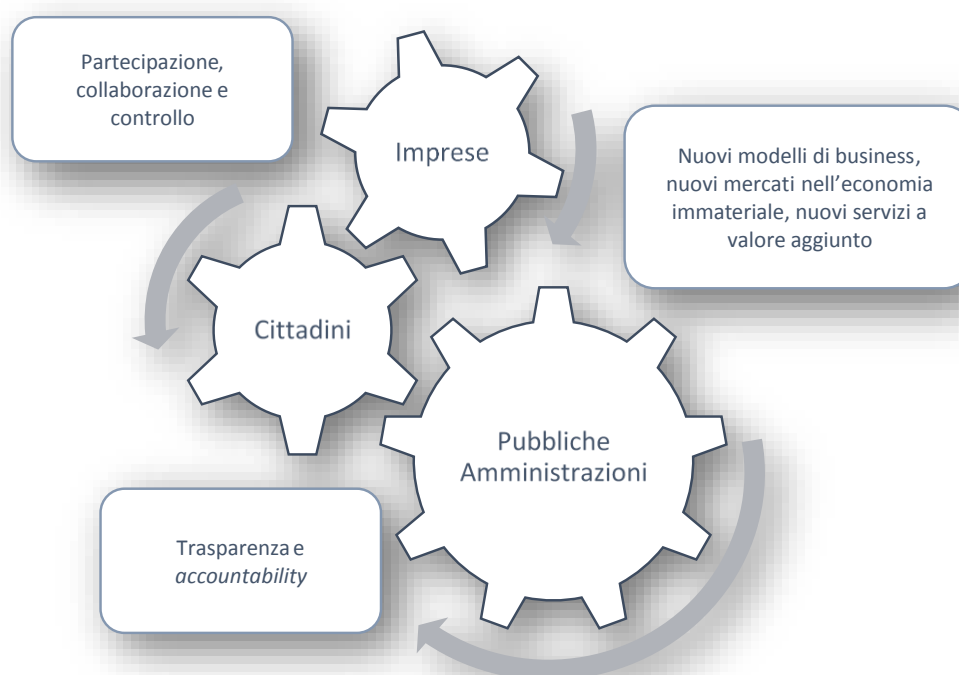 Partecipazione,
collaborazione e
controllo
Imprese
Nuovi modelli di business,
nuovi mercati nell’economia
immateriale, nuovi servizi a
valore aggiunto
Cittadini
Pubbliche
Amministrazioni
Trasparenza e
accountability